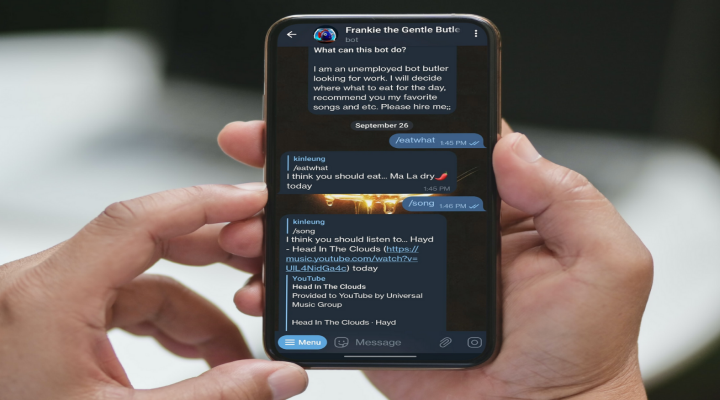 Frankie the Gentle Butle
bot
What can this bot do?
I am an unemployed bot butler
looking for work. I will decide
where what to eat for the day,
recommend you my favorite
songs and etc. Please hire me;;
September 26
/eatwhat 1:45 PM
kinleung
/eatwhat
I think you should eat... Ma La dry🌶️
today 1:45 PM
/song 1:46 PM
kinleung
/song
I think you should listen to... Hayd
- Head In The Clouds (https://
music.youtube.com/watch?v=
UlL4NidGa4c) today
YouTube
Head In The Clouds
Provided to YouTube by Universal
Music Group
Head In The Clouds · Hayd
Menu Message